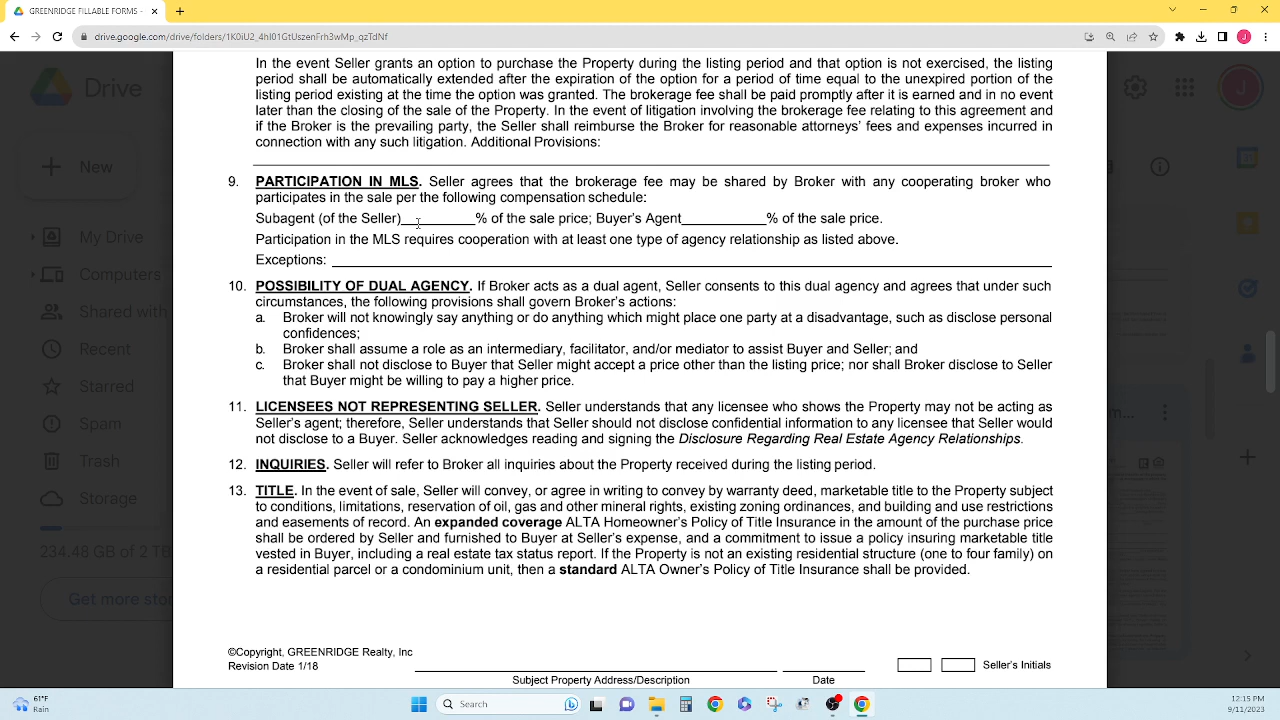 GREENRIDGE FILLABLE FORMS -
drive.google.com/drive/folders/1K0iU2_4hI01GtUszenFrh3wMp_qzTdNf
Drive
New
My Drive
Computers
Shared with
Recent
Starred
Spam
Trash
Storage
234.48 GB of 2 T
Get more sto
In the event Seller grants an option to purchase the Property during the listing period and that option is not exercised, the listing
period shall be automatically extended after the expiration of the option for a period of time equal to the unexpired portion of the
listing period existing at the time the option was granted. The brokerage fee shall be paid promptly after it is earned and in no event
later than the closing of the sale of the Property. In the event of litigation involving the brokerage fee relating to this agreement and
if the Broker is the prevailing party, the Seller shall reimburse the Broker for reasonable attorneys' fees and expenses incurred in
connection with any such litigation. Additional Provisions:
9. PARTICIPATION IN MLS. Seller agrees that the brokerage fee may be shared by Broker with any cooperating broker who
participates in the sale per the following compensation schedule:
Subagent (of the Seller)_________% of the sale price; Buyer's Agent__________% of the sale price.
Participation in the MLS requires cooperation with at least one type of agency relationship as listed above.
Exceptions:
10. POSSIBILITY OF DUAL AGENCY. If Broker acts as a dual agent, Seller consents to this dual agency and agrees that under such
circumstances, the following provisions shall govern Broker's actions:
a. Broker will not knowingly say anything or do anything which might place one party at a disadvantage, such as disclose personal
confidences;
b. Broker shall assume a role as an intermediary, facilitator, and/or mediator to assist Buyer and Seller; and
c. Broker shall not disclose to Buyer that Seller might accept a price other than the listing price; nor shall Broker disclose to Seller
that Buyer might be willing to pay a higher price.
11. LICENSEES NOT REPRESENTING SELLER. Seller understands that any licensee who shows the Property may not be acting as
Seller's agent; therefore, Seller understands that Seller should not disclose confidential information to any licensee that Seller would
not disclose to a Buyer. Seller acknowledges reading and signing the Disclosure Regarding Real Estate Agency Relationships.
12. INQUIRIES. Seller will refer to Broker all inquiries about the Property received during the listing period.
13. TITLE. In the event of sale, Seller will convey, or agree in writing to convey by warranty deed, marketable title to the Property subject
to conditions, limitations, reservation of oil, gas and other mineral rights, existing zoning ordinances, and building and use restrictions
and easements of record. An expanded coverage ALTA Homeowner's Policy of Title Insurance in the amount of the purchase price
shall be ordered by Seller and furnished to Buyer at Seller's expense, and a commitment to issue a policy insuring marketable title
vested in Buyer, including a real estate tax status report. If the Property is not an existing residential structure (one to four family) on
a residential parcel or a condominium unit, then a standard ALTA Owner's Policy of Title Insurance shall be provided.
©Copyright, GREENRIDGE Realty, Inc
Revision Date 1/18
Seller's Initials
Subject Property Address/Description Date
m...
J
J
61°F
Rain
Search
12:15 PM
9/11/2023